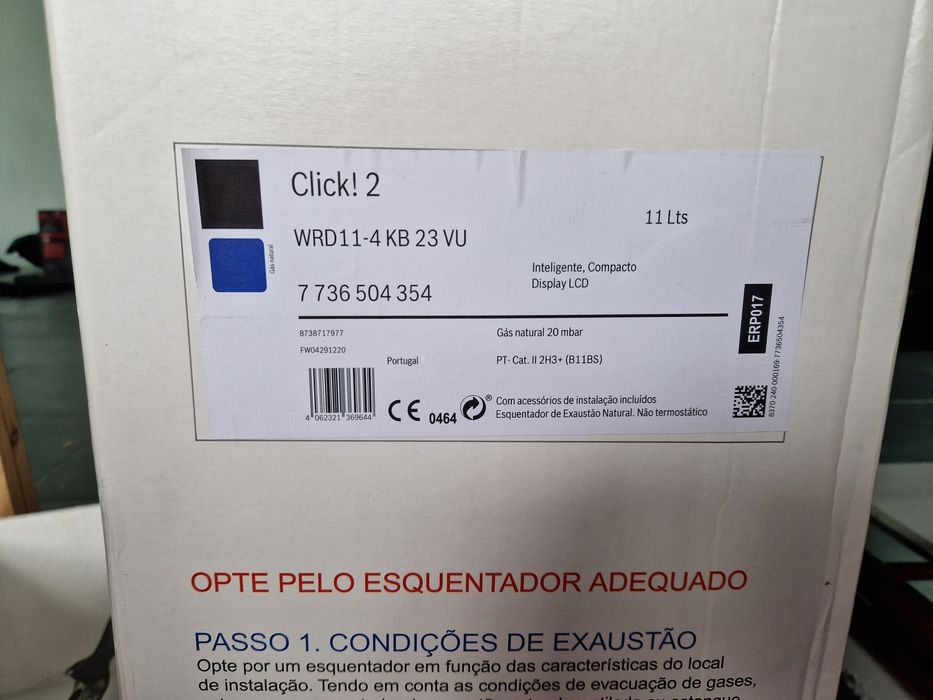 Click! 2
11 Lts
WRD11-4 KB 23 VU
Gás natural
Inteligente, Compacto
Display LCD
7 736 504 354
ERP017
8738717977
FW04291220
Gás natural 20 mbar
Portugal
PT- Cat. II 2H3+ (B11BS)
4 062321 369644
CE 0464
®
Com acessórios de instalação incluídos
Esquentador de Exaustão Natural. Não termostático
8370-240 000169-7736504354
OPTE PELO ESQUENTADOR ADEQUADO
PASSO 1. CONDIÇÕES DE EXAUSTÃO
Opte por um esquentador em função das características do local
de instalação. Tendo em conta as condições de evacuação de gases,